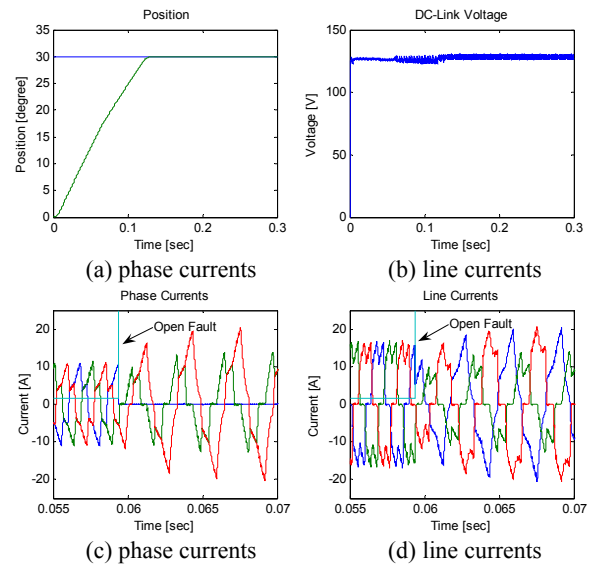 Position
35
30
25
20
15
10
5
0
Position [degree]
0 0.1 0.2 0.3
Time [sec]
(a) phase currents
DC-Link Voltage
150
100
50
0
Voltage [V]
0 0.1 0.2 0.3
Time [sec]
(b) line currents
Phase Currents
Open Fault
20
10
0
-10
-20
Current [A]
0.055 0.06 0.065 0.07
Time [sec]
(c) phase currents
Line Currents
Open Fault
20
10
0
-10
-20
Current [A]
0.055 0.06 0.065 0.07
Time [sec]
(d) line currents